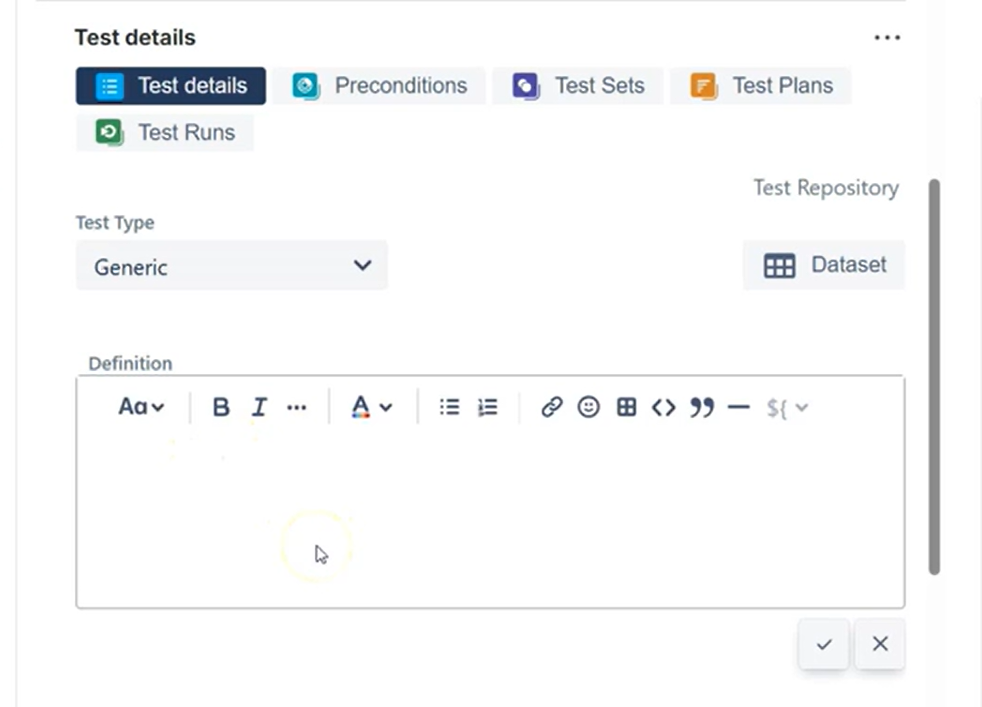 Test details
Test details Preconditions Test Sets Test Plans
Test Runs
Test Repository
Test Type
Generic Dataset
Definition
Aa B I ... A <> ${